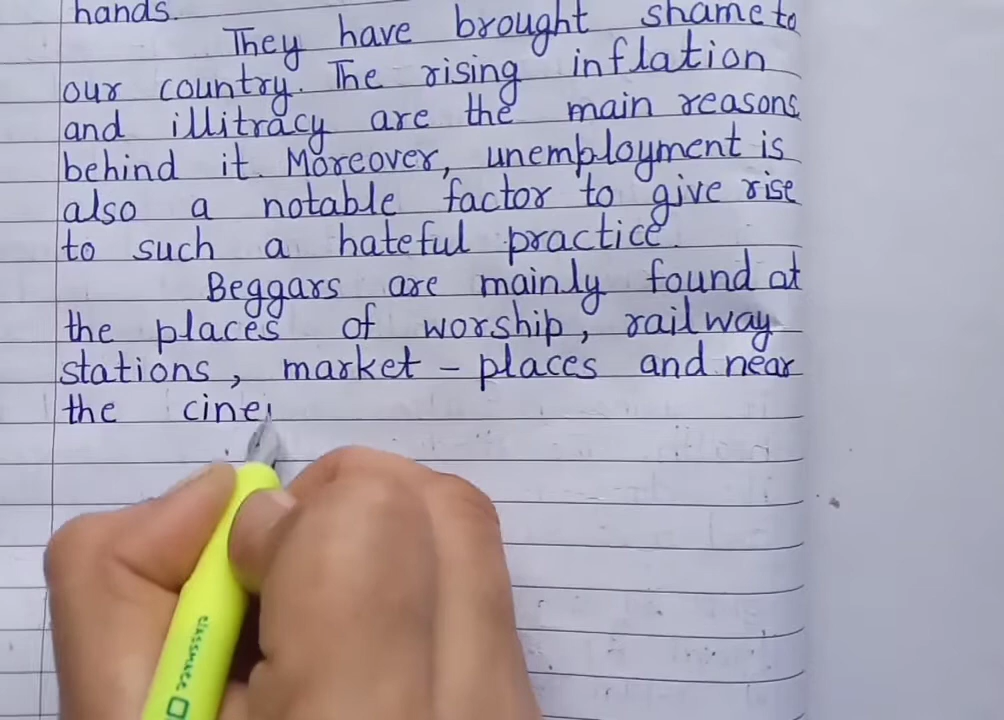 hands.
They have brought shame to
our country. The rising inflation
and illitracy are the main reasons
behind it. Moreover, unemployment is
also a notable factor to give rise
to such a hateful practice.
Beggars are mainly found at
the places of worship, railway
stations, market - places and near
the cine
classmate